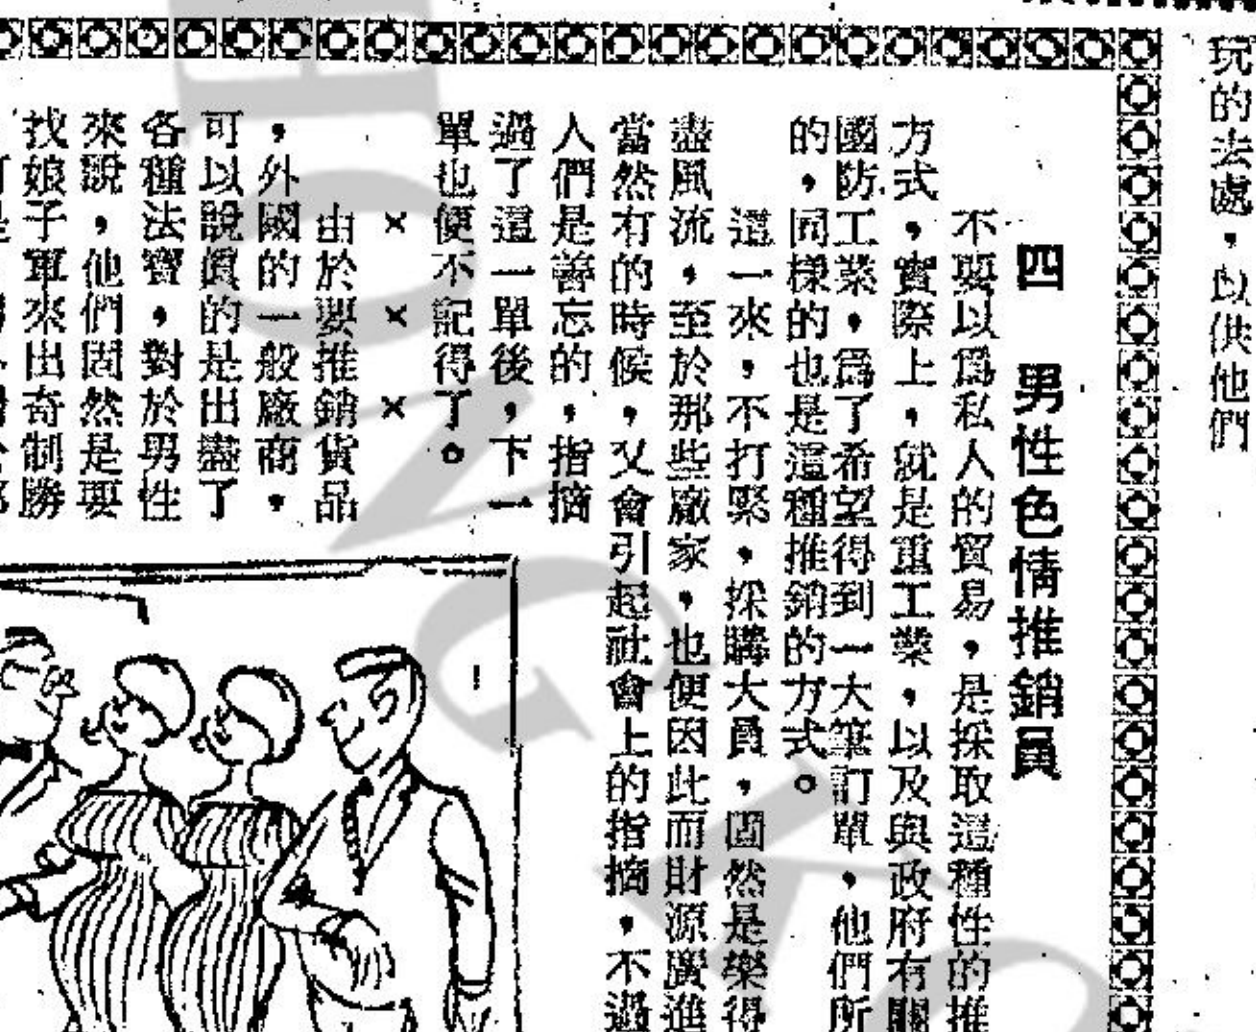 玩的去處，以供他們
四　男性色情推銷員
不要以爲私人的貿易，是採取這種性的推
方式，實際上，就是重工業，以及與政府有關
國防工業，爲了希望得到一大筆訂單，他們所
的，同樣的也是這種推銷的方式。
這一來，不打緊，採購大員，固然是樂得
盡風流，至於那些廠家，也便因此而財源廣進
當然有的時候，又會引起社會上的指摘，不過
人們是善忘的，指摘
過了這一單後，下一
單也便不記得了。
×　×　×
由於要推銷貨品
，外國的一般廠商，
可以說眞的是出盡了
各種法寶，對於男性
來說，他們固然是要
找娘子軍來出奇制勝